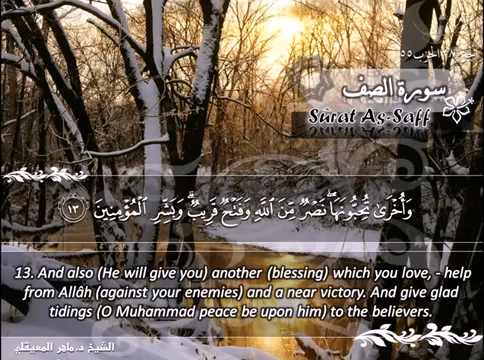 سورة الصف
Sûrat Aṣ-Saff
وَأُخْرَىٰ تُحِبُّونَهَا ۖ نَصْرٌ مِّنَ اللَّهِ وَفَتْحٌ قَرِيبٌ ۗ وَبَشِّرِ الْمُؤْمِنِينَ ١٣
13. And also (He will give you) another (blessing) which you love, - help
from Allâh (against your enemies) and a near victory. And give glad
tidings (O Muhammad peace be upon him) to the believers.
الشيخ د. ماهر المعيقلي